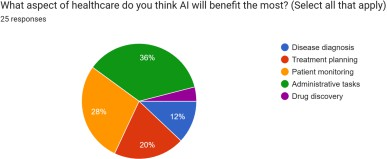 What aspect of healthcare do you think AI will benefit the most? (Select all that apply)
25 responses
Disease diagnosis
Treatment planning
Patient monitoring
Administrative tasks
Drug discovery
36%
28%
20%
12%